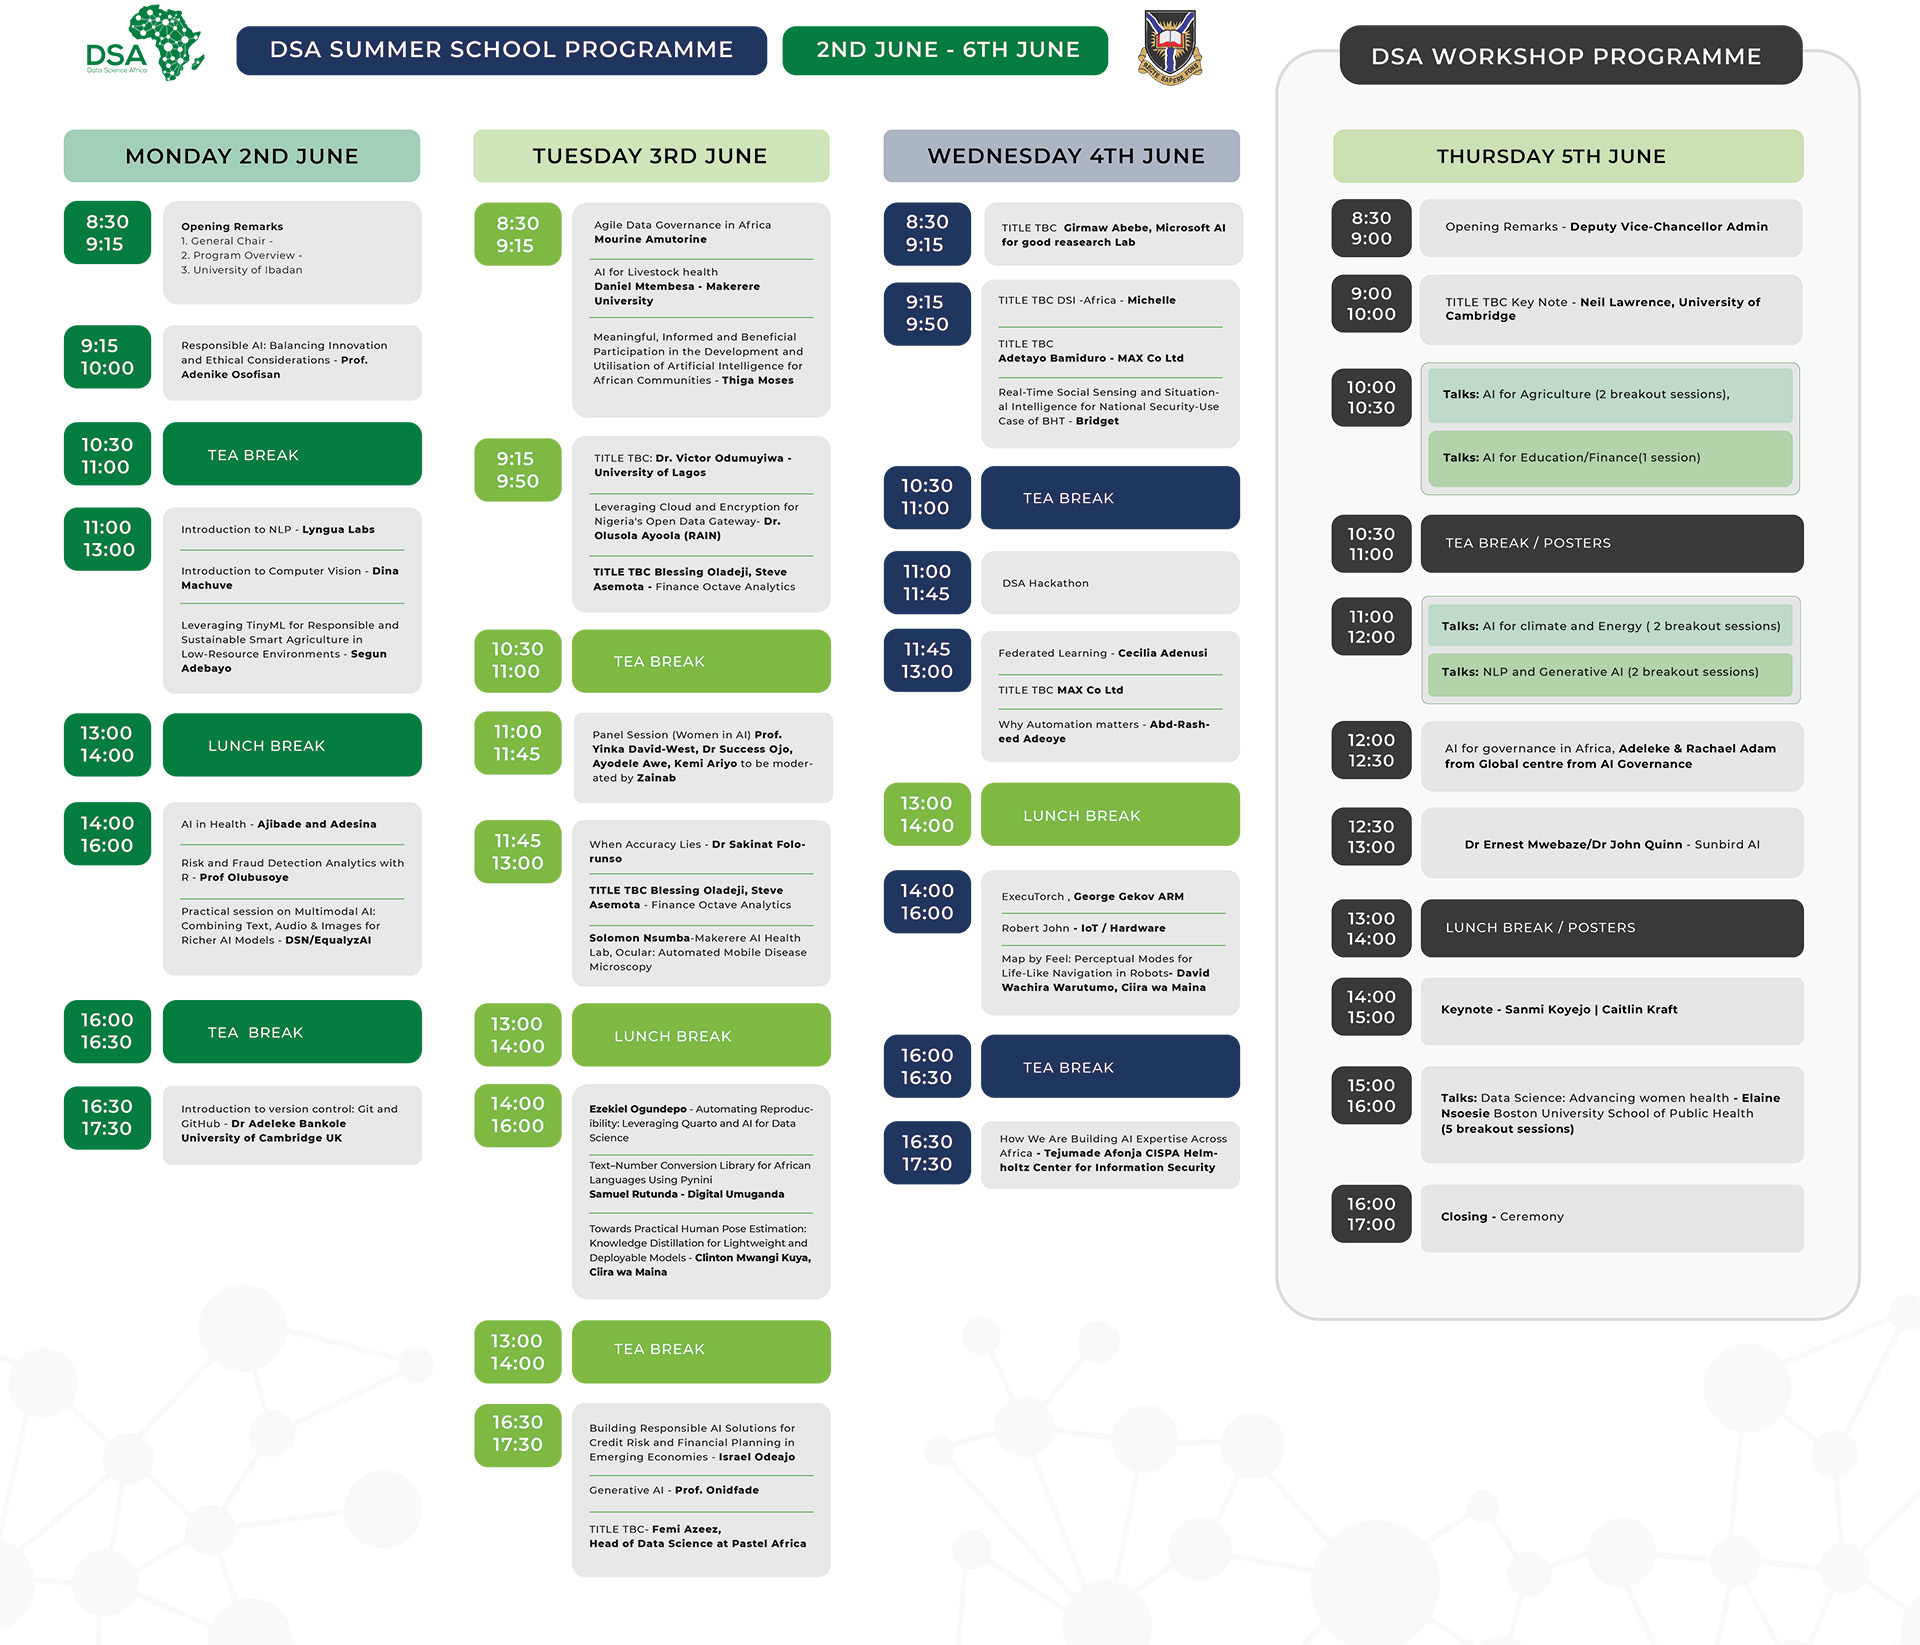 DSA
Data Science Africa
DSA SUMMER SCHOOL PROGRAMME
2ND JUNE - 6TH JUNE
RECTE SAPERE FONS
DSA WORKSHOP PROGRAMME
MONDAY 2ND JUNE
8:30
9:15
Opening Remarks
1. General Chair -
2. Program Overview -
3. University of Ibadan
9:15
10:00
Responsible AI: Balancing Innovation
and Ethical Considerations - Prof.
Adenike Osofisan
10:30
11:00
TEA BREAK
11:00
13:00
Introduction to NLP - Lyngua Labs
Introduction to Computer Vision - Dina
Machuve
Leveraging TinyML for Responsible and
Sustainable Smart Agriculture in
Low-Resource Environments - Segun
Adebayo
13:00
14:00
LUNCH BREAK
14:00
16:00
AI in Health - Ajibade and Adesina
Risk and Fraud Detection Analytics with
R - Prof Olubusoye
Practical session on Multimodal AI:
Combining Text, Audio & Images for
Richer AI Models - DSN/EqualyzAI
16:00
16:30
TEA BREAK
16:30
17:30
Introduction to version control: Git and
GitHub - Dr Adeleke Bankole
University of Cambridge UK
TUESDAY 3RD JUNE
8:30
9:15
Agile Data Governance in Africa
Mourine Amutorine
AI for Livestock health
Daniel Mtembesa - Makerere
University
Meaningful, Informed and Beneficial
Participation in the Development and
Utilisation of Artificial Intelligence for
African Communities - Thiga Moses
9:15
9:50
TITLE TBC: Dr. Victor Odumuyiwa -
University of Lagos
Leveraging Cloud and Encryption for
Nigeria's Open Data Gateway- Dr.
Olusola Ayoola (RAIN)
TITLE TBC Blessing Oladeji, Steve
Asemota - Finance Octave Analytics
10:30
11:00
TEA BREAK
11:00
11:45
Panel Session (Women in AI) Prof.
Yinka David-West, Dr Success Ojo,
Ayodele Awe, Kemi Ariyo to be moder-
ated by Zainab
11:45
13:00
When Accuracy Lies - Dr Sakinat Folo-
runso
TITLE TBC Blessing Oladeji, Steve
Asemota - Finance Octave Analytics
Solomon Nsumba-Makerere AI Health
Lab, Ocular: Automated Mobile Disease
Microscopy
13:00
14:00
LUNCH BREAK
14:00
16:00
Ezekiel Ogundepo - Automating Reproduc-
ibility: Leveraging Quarto and AI for Data
Science
Text–Number Conversion Library for African
Languages Using Pynini
Samuel Rutunda - Digital Umuganda
Towards Practical Human Pose Estimation:
Knowledge Distillation for Lightweight and
Deployable Models - Clinton Mwangi Kuya,
Ciira wa Maina
13:00
14:00
TEA BREAK
16:30
17:30
Building Responsible AI Solutions for
Credit Risk and Financial Planning in
Emerging Economies - Israel Odeajo
Generative AI - Prof. Onidfade
TITLE TBC- Femi Azeez,
Head of Data Science at Pastel Africa
WEDNESDAY 4TH JUNE
8:30
9:15
TITLE TBC Girmaw Abebe, Microsoft AI
for good reasearch Lab
9:15
9:50
TITLE TBC DSI -Africa - Michelle
TITLE TBC
Adetayo Bamiduro - MAX Co Ltd
Real-Time Social Sensing and Situation-
al Intelligence for National Security-Use
Case of BHT - Bridget
10:30
11:00
TEA BREAK
11:00
11:45
DSA Hackathon
11:45
13:00
Federated Learning - Cecilia Adenusi
TITLE TBC MAX Co Ltd
Why Automation matters - Abd-Rash-
eed Adeoye
13:00
14:00
LUNCH BREAK
14:00
16:00
ExecuTorch , George Gekov ARM
Robert John - IoT / Hardware
Map by Feel: Perceptual Modes for
Life-Like Navigation in Robots- David
Wachira Warutumo, Ciira wa Maina
16:00
16:30
TEA BREAK
16:30
17:30
How We Are Building AI Expertise Across
Africa - Tejumade Afonja CISPA Helm-
holtz Center for Information Security
THURSDAY 5TH JUNE
8:30
9:00
Opening Remarks - Deputy Vice-Chancellor Admin
9:00
10:00
TITLE TBC Key Note - Neil Lawrence, University of
Cambridge
10:00
10:30
Talks: AI for Agriculture (2 breakout sessions),
Talks: AI for Education/Finance(1 session)
10:30
11:00
TEA BREAK / POSTERS
11:00
12:00
Talks: AI for climate and Energy ( 2 breakout sessions)
Talks: NLP and Generative AI (2 breakout sessions)
12:00
12:30
AI for governance in Africa, Adeleke & Rachael Adam
from Global centre from AI Governance
12:30
13:00
Dr Ernest Mwebaze/Dr John Quinn - Sunbird AI
13:00
14:00
LUNCH BREAK / POSTERS
14:00
15:00
Keynote - Sanmi Koyejo | Caitlin Kraft
15:00
16:00
Talks: Data Science: Advancing women health - Elaine
Nsoesie Boston University School of Public Health
(5 breakout sessions)
16:00
17:00
Closing - Ceremony